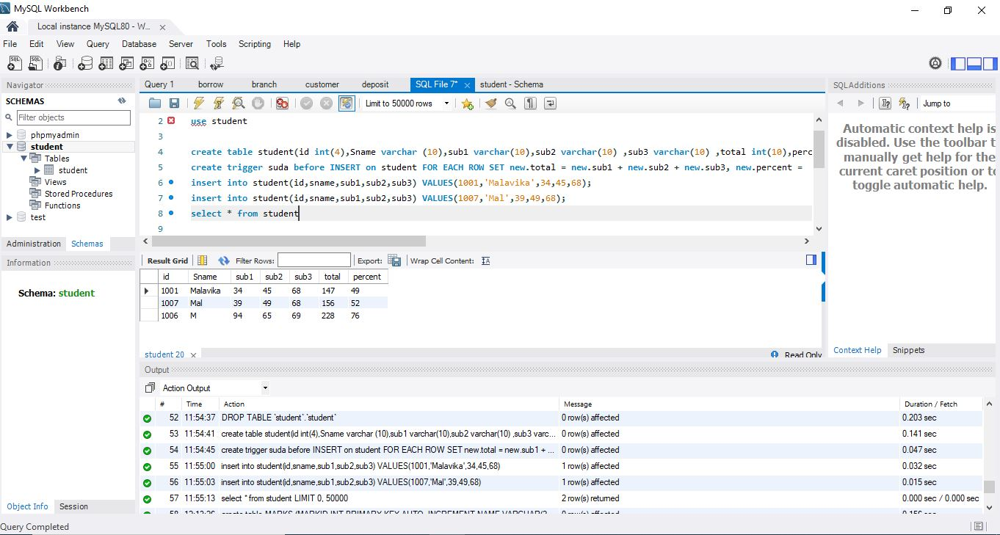 MySQL Workbench
Local instance MySQL80 - W... ×
File Edit View Query Database Server Tools Scripting Help
Navigator
SCHEMAS
Filter objects
phpmyadmin
student
Tables
student
Views
Stored Procedures
Functions
test
Administration Schemas
Information
Schema: student
Object Info Session
Query 1 borrow branch customer deposit SQL File 7* × student - Schema
Limit to 50000 rows
2 use student
3
4 create table student(id int(4),Sname varchar (10),sub1 varchar(10),sub2 varchar(10) ,sub3 varchar(10) ,total int(10),perc
5 create trigger suda before INSERT on student FOR EACH ROW SET new.total = new.sub1 + new.sub2 + new.sub3, new.percent =
6 insert into student(id,sname,sub1,sub2,sub3) VALUES(1001,'Malavika',34,45,68);
7 insert into student(id,sname,sub1,sub2,sub3) VALUES(1007,'Mal',39,49,68);
8 select * from student
9
Result Grid Filter Rows: Export: Wrap Cell Content:
id Sname sub1 sub2 sub3 total percent
1001 Malavika 34 45 68 147 49
1007 Mal 39 49 68 156 52
1006 M 94 65 69 228 76
student 20 × Read Only
SQLAdditions
Jump to
Automatic context help is
disabled. Use the toolbar t
manually get help for the
current caret position or to
toggle automatic help.
Context Help Snippets
Output
Action Output
# Time Action Message Duration / Fetch
52 11:54:37 DROP TABLE `student`.`student` 0 row(s) affected 0.203 sec
53 11:54:41 create table student(id int(4),Sname varchar (10),sub1 varchar(10),sub2 varchar(10) ,sub3 varc... 0 row(s) affected 0.141 sec
54 11:54:45 create trigger suda before INSERT on student FOR EACH ROW SET new.total = new.sub1 + ... 0 row(s) affected 0.047 sec
55 11:55:00 insert into student(id,sname,sub1,sub2,sub3) VALUES(1001,'Malavika',34,45,68) 1 row(s) affected 0.032 sec
56 11:55:03 insert into student(id,sname,sub1,sub2,sub3) VALUES(1007,'Mal',39,49,68) 1 row(s) affected 0.015 sec
57 11:55:13 select * from student LIMIT 0, 50000 2 row(s) returned 0.000 sec / 0.000 sec
Query Completed